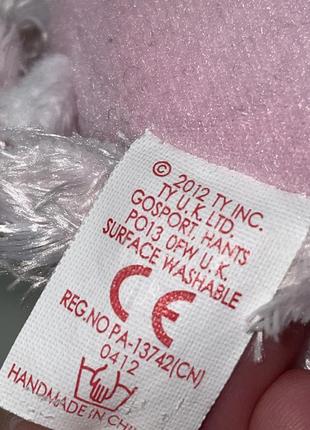 © 2012 TY INC.
TY U.K. LTD.
GOSPORT, HANTS
PO13 0FW U.K.
SURFACE WASHABLE
CE
REG.NO PA-13742(CN)
0412
HANDMADE IN CHINA